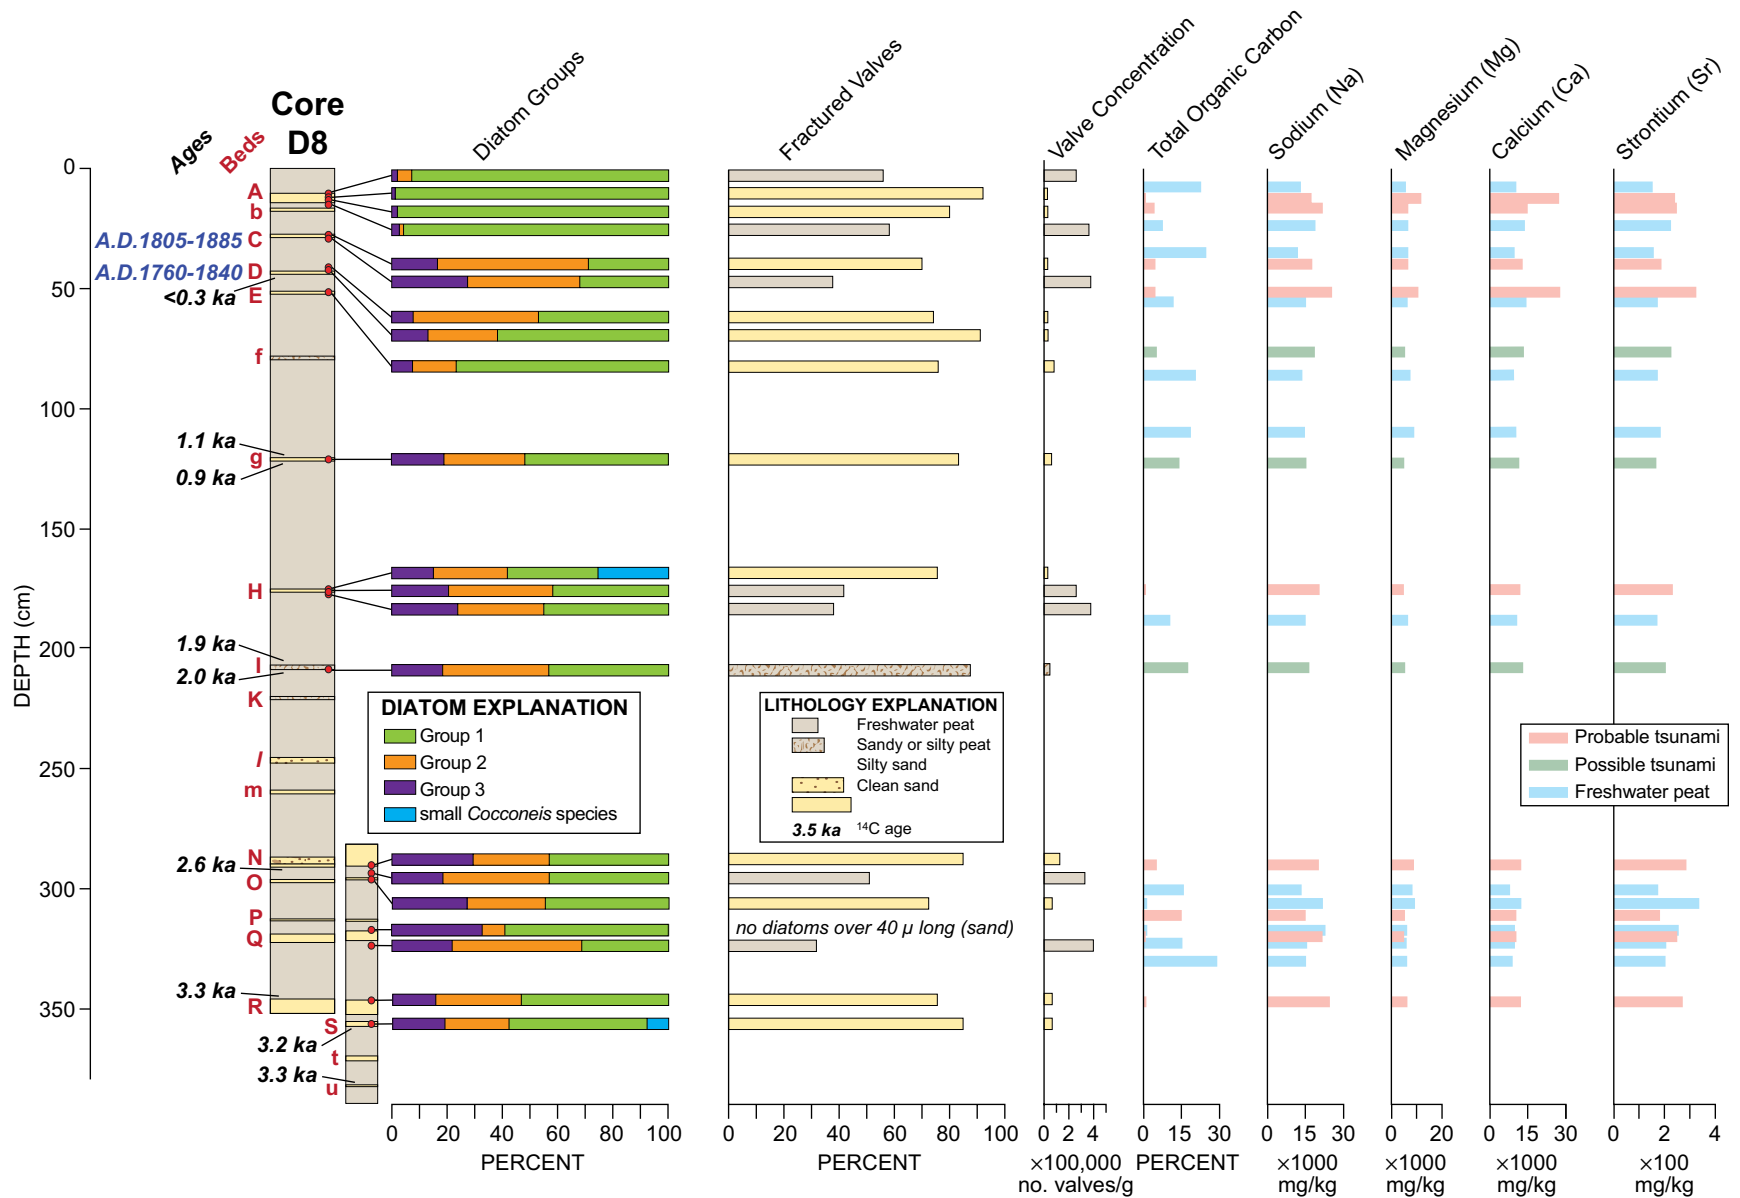 Core
D8
Ages
Beds
Diatom Groups
Fractured Valves
Valve Concentration
Total Organic Carbon
Sodium (Na)
Magnesium (Mg)
Calcium (Ca)
Strontium (Sr)
DEPTH (cm)
0
50
100
150
200
250
300
350
A
b
A.D.1805-1885 C
A.D.1760-1840 D
<0.3 ka E
f
1.1 ka
g
0.9 ka
H
1.9 ka
I
2.0 ka
K
l
m
N
2.6 ka
O
P
Q
3.3 ka
R
S
3.2 ka
t
3.3 ka
u
DIATOM EXPLANATION
Group 1
Group 2
Group 3
small Cocconeis species
LITHOLOGY EXPLANATION
Freshwater peat
Sandy or silty peat
Silty sand
Clean sand
3.5 ka 14C age
Probable tsunami
Possible tsunami
Freshwater peat
no diatoms over 40 µ long (sand)
0 20 40 60 80 100
PERCENT
0 20 40 60 80 100
PERCENT
0 2 4
×100,000
no. valves/g
0 15 30
PERCENT
0 15 30
×1000
mg/kg
0 20
×1000
mg/kg
0 15 30
×1000
mg/kg
0 2 4
×100
mg/kg